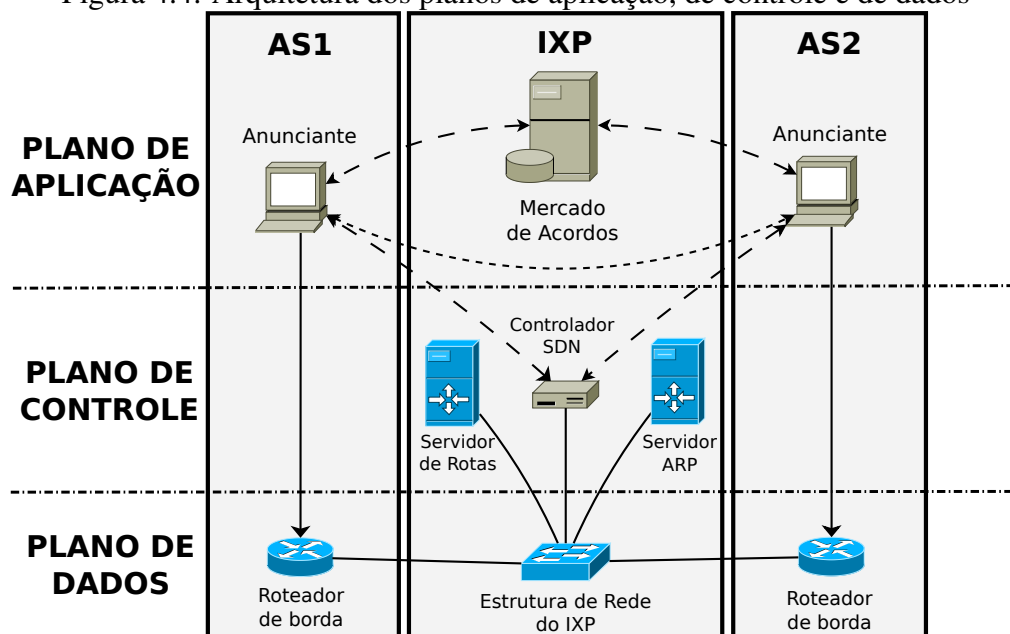 Figura 4.4: Arquitetura dos planos de aplicação, de controle e de dados
AS1
IXP
AS2
PLANO DE
APLICAÇÃO
Anunciante
Mercado
de Acordos
Anunciante
PLANO DE
CONTROLE
Controlador
SDN
Servidor
de Rotas
Servidor
ARP
PLANO DE
DADOS
Roteador
de borda
Estrutura de Rede
do IXP
Roteador
de borda